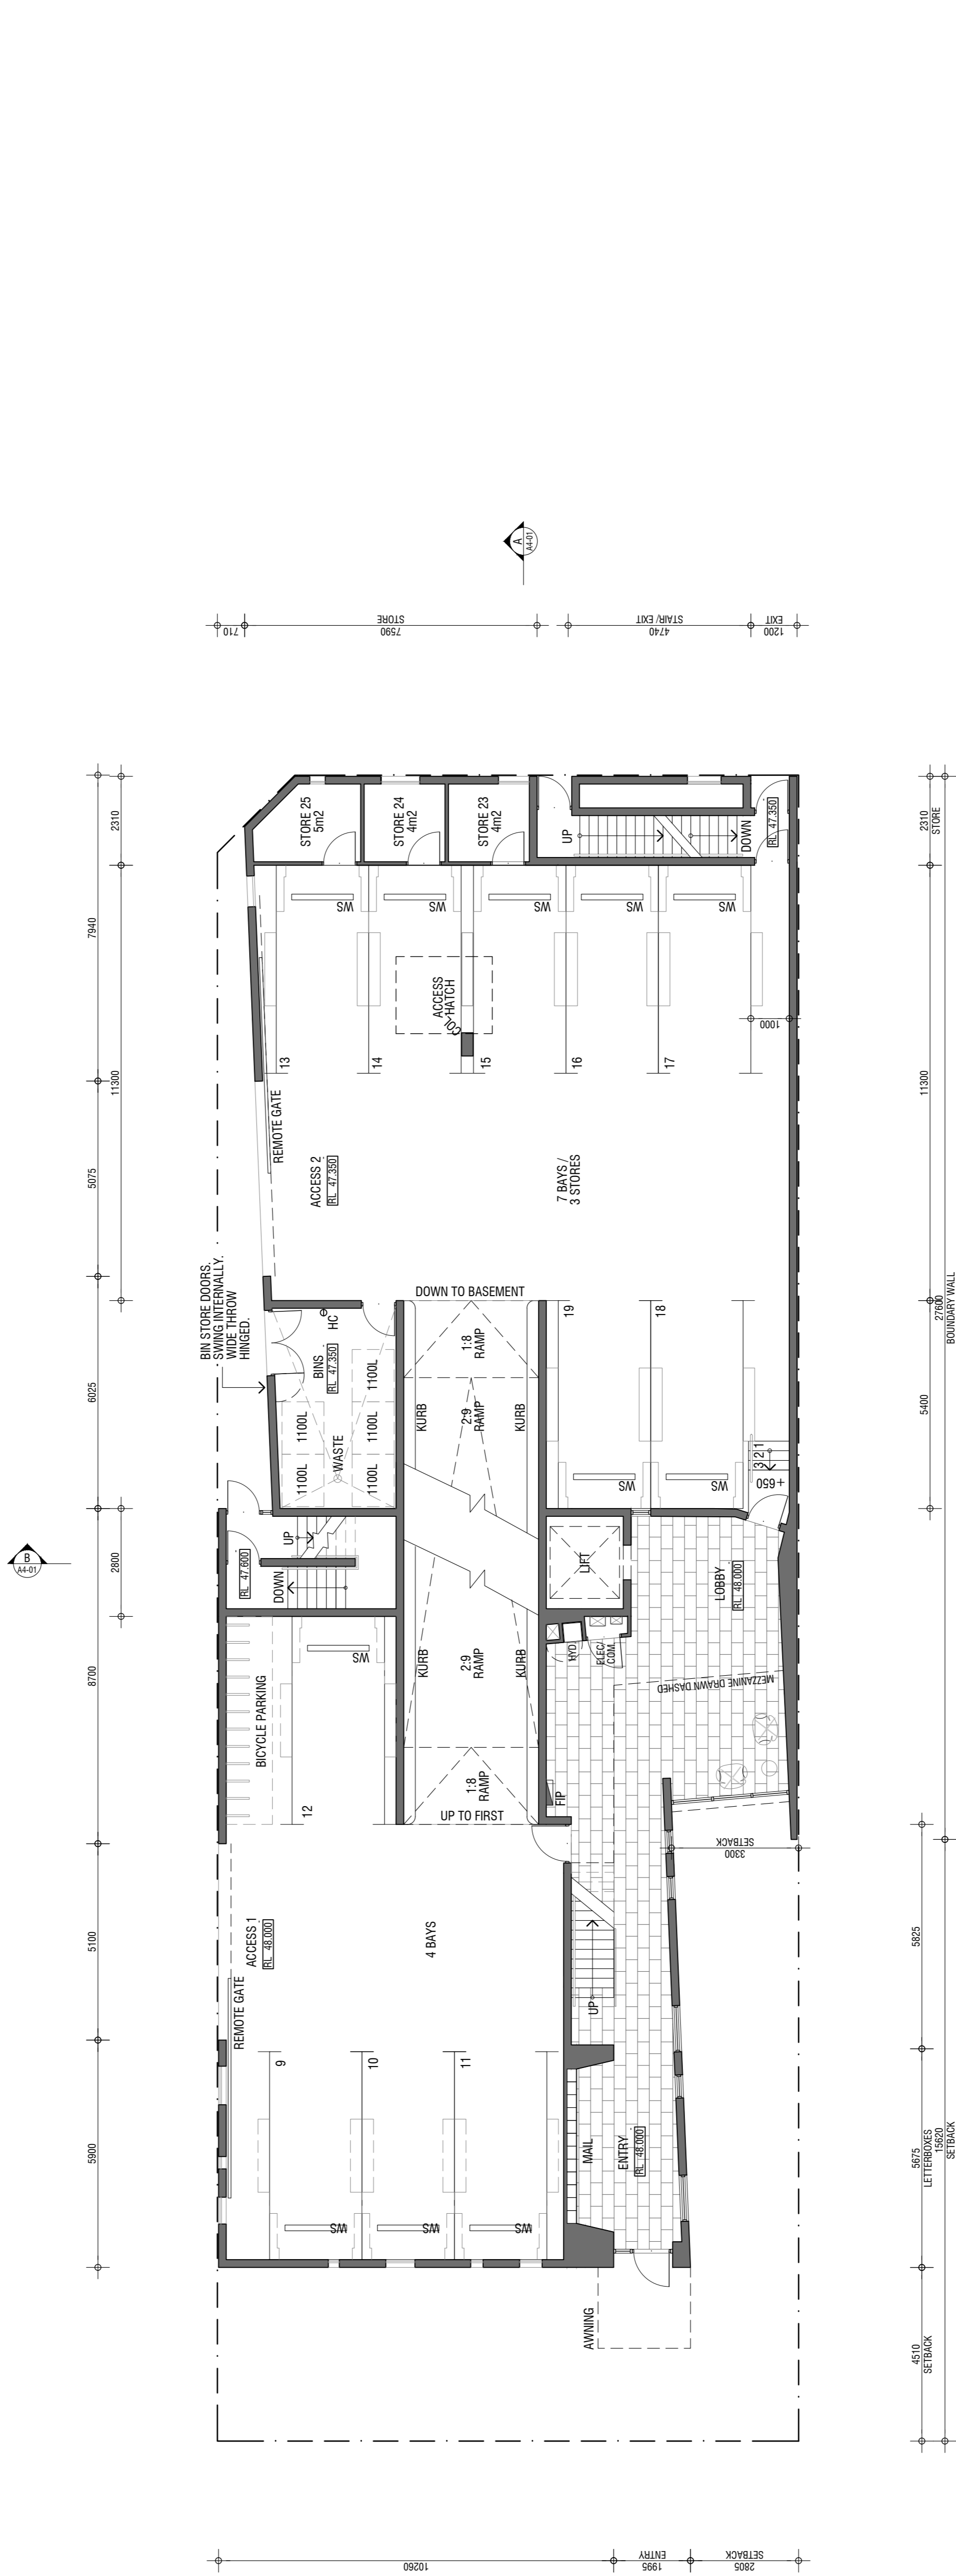 A
A4-01
710
7590
STORE
4740
STAIR/ EXIT
1200
EXIT
2310
7940
11300
5075
6025
2800
8700
5100
5900
B
A4-01
STORE 25
5m2
STORE 24
4m2
STORE 23
4m2
UP
DOWN
RL 47.350
WS
WS
WS
WS
WS
ACCESS
HATCH
COL
1000
13
14
15
16
17
REMOTE GATE
ACCESS 2
RL 47.350
7 BAYS /
3 STORES
BIN STORE DOORS.
SWING INTERNALLY.
WIDE THROW
HINGED.
DOWN TO BASEMENT
HC
BINS
RL 47.350
1100L
1100L
1100L
1100L
1100L
WASTE
1:8
RAMP
KURB
2:9
RAMP
KURB
19
18
WS
WS
3 2 1
+650
UP
RL 47.600
DOWN
LIFT
LOBBY
RL 48.000
HYD.
ELEC/
COM.
MEZZANINE DRAWN DASHED
WS
BICYCLE PARKING
12
KURB
2:9
RAMP
KURB
1:8
RAMP
UP TO FIRST
FIP
3300
SETBACK
ACCESS 1
RL 48.000
4 BAYS
REMOTE GATE
UP
9
10
11
MAIL
ENTRY
RL 48.000
WS
WS
WS
AWNING
2310
STORE
11300
27600
BOUNDARY WALL
5400
5825
5675
LETTERBOXES
15620
SETBACK
4510
SETBACK
10260
1995
ENTRY
2805
SETBACK